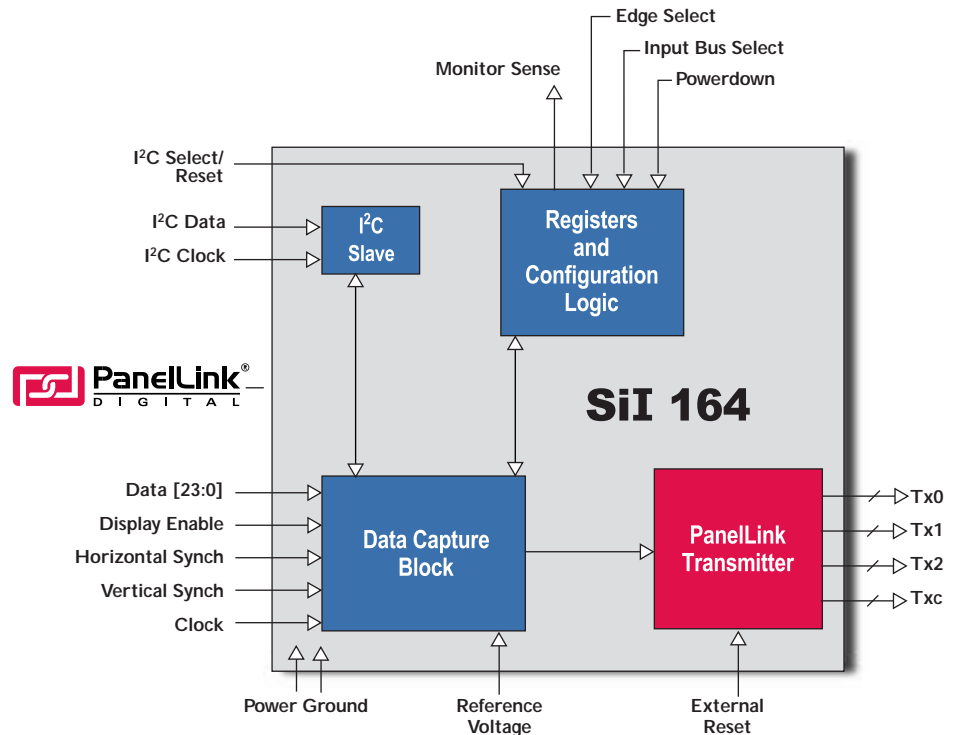 Edge Select
Input Bus Select
Monitor Sense
Powerdown
I²C Select/
Reset
I²C Data
I²C Clock
I²C
Slave
Registers
and
Configuration
Logic
PanelLink®
DIGITAL
SiI 164
Data [23:0]
Display Enable
Horizontal Synch
Vertical Synch
Clock
Data Capture
Block
PanelLink
Transmitter
Tx0
Tx1
Tx2
Txc
Power Ground
Reference
Voltage
External
Reset